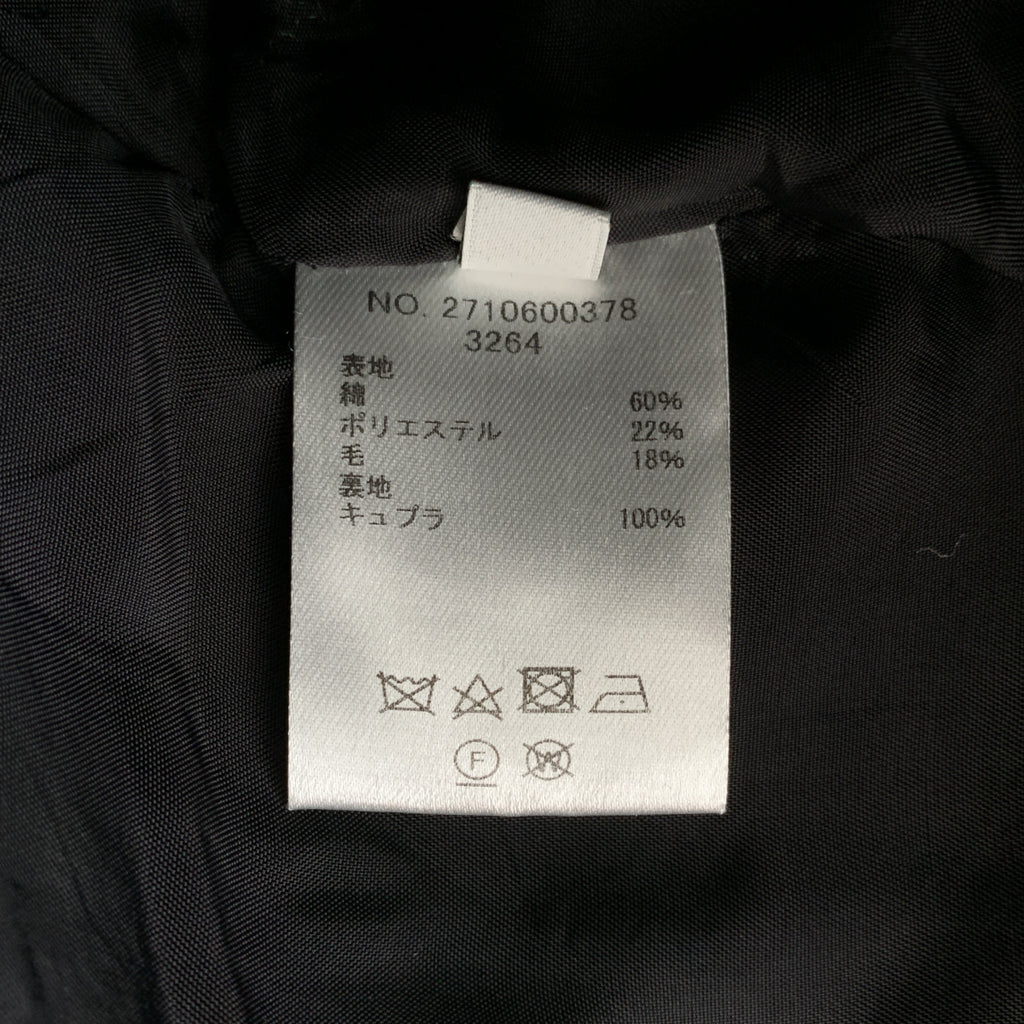 NO. 2710600378
3264
表地
綿 60%
ポリエステル 22%
毛 18%
裏地
キュプラ 100%
F W